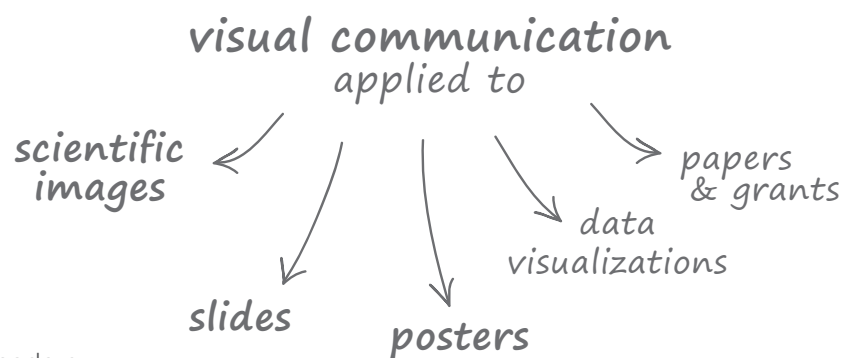 visual communication
applied to
scientific
images
slides
posters
data
visualizations
papers
& grants